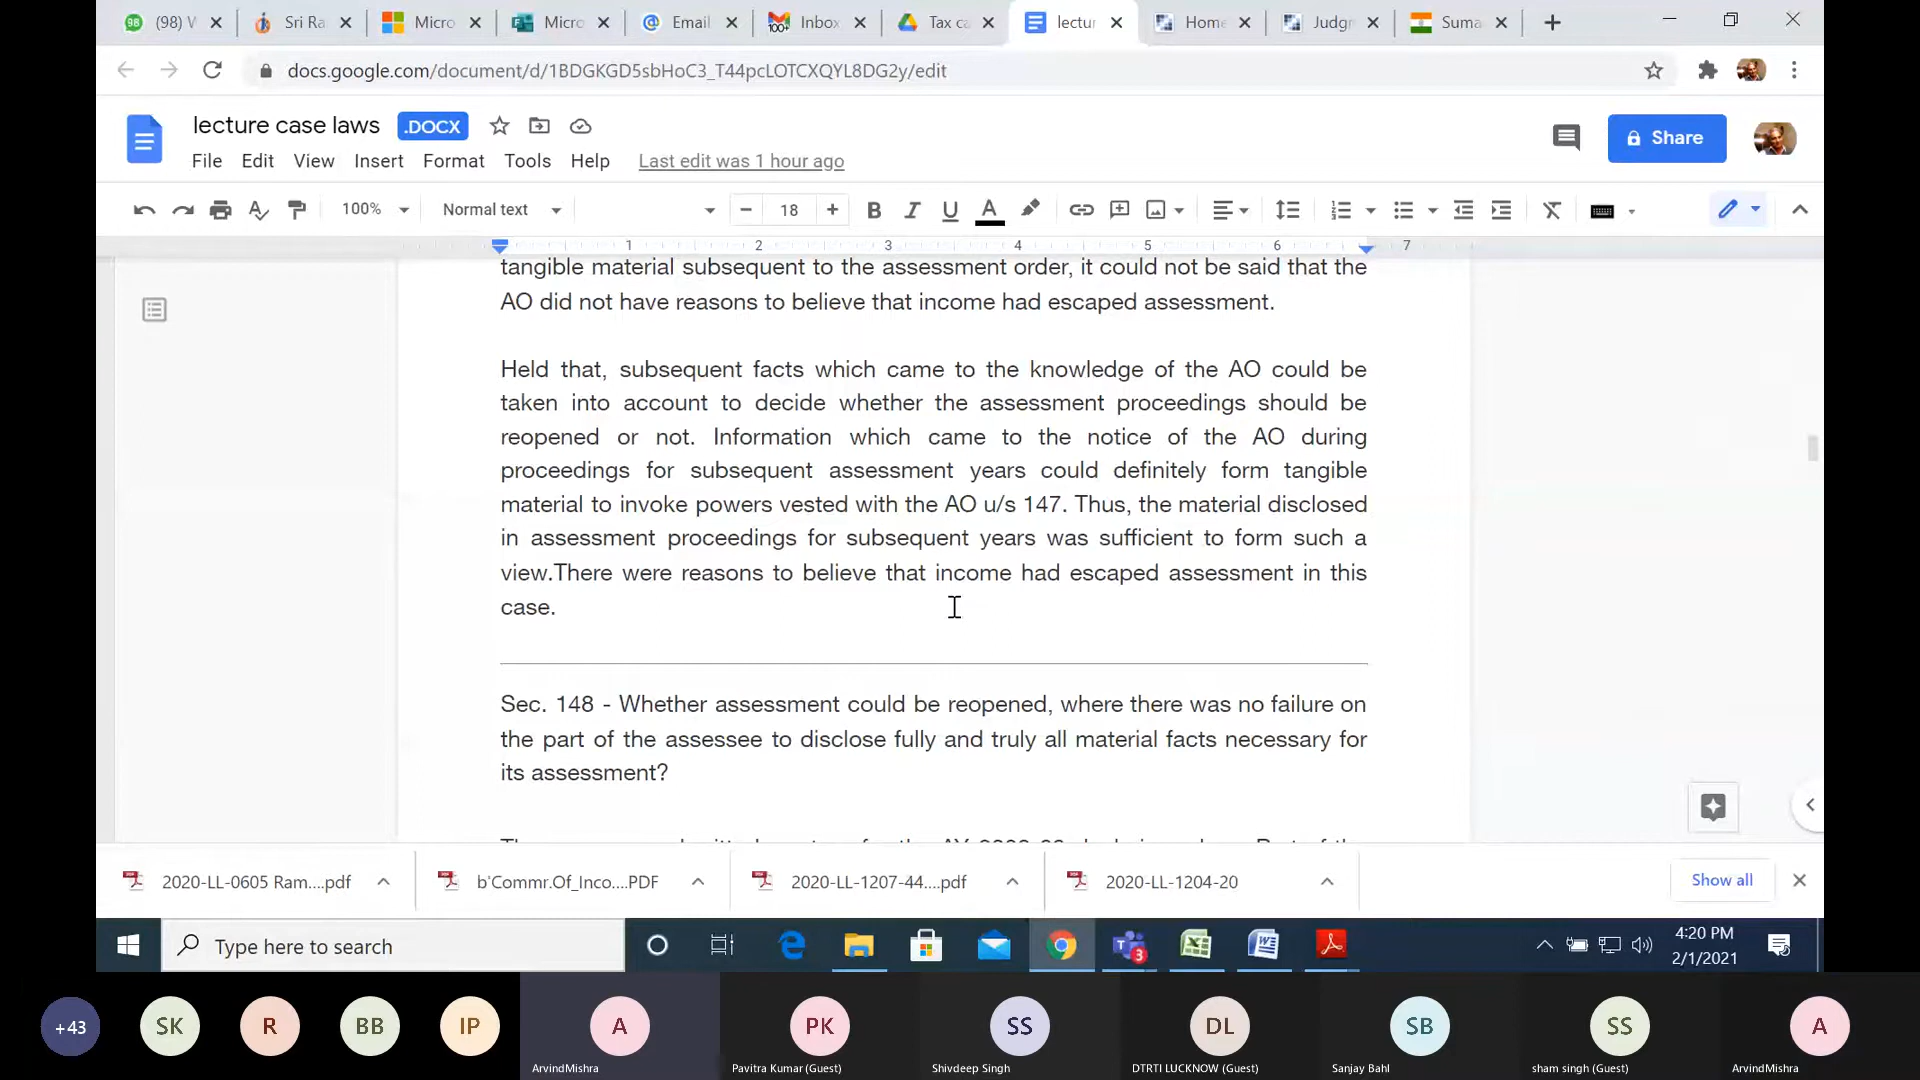 (98) W
Sri Ra
Micro
Micro
Email
100+
Inbox
Tax ca
lectur
Home
Judgr
Suma
docs.google.com/document/d/1BDGKGD5sbHoC3_T44pcLOTCXQYL8DG2y/edit
lecture case laws
.DOCX
Share
File Edit View Insert Format Tools Help Last edit was 1 hour ago
100% Normal text 18
1 2 3 4 5 6 7
tangible material subsequent to the assessment order, it could not be said that the
AO did not have reasons to believe that income had escaped assessment.
Held that, subsequent facts which came to the knowledge of the AO could be
taken into account to decide whether the assessment proceedings should be
reopened or not. Information which came to the notice of the AO during
proceedings for subsequent assessment years could definitely form tangible
material to invoke powers vested with the AO u/s 147. Thus, the material disclosed
in assessment proceedings for subsequent years was sufficient to form such a
view.There were reasons to believe that income had escaped assessment in this
case.
Sec. 148 - Whether assessment could be reopened, where there was no failure on
the part of the assessee to disclose fully and truly all material facts necessary for
its assessment?
2020-LL-0605 Ram....pdf
b'Commr.Of_Inco....PDF
2020-LL-1207-44....pdf
2020-LL-1204-20
Show all
Type here to search
3
4:20 PM
2/1/2021
+43
SK
R
BB
IP
A
PK
SS
DL
SB
SS
A
ArvindMishra
Pavitra Kumar (Guest)
Shivdeep Singh
DTRTI LUCKNOW (Guest)
Sanjay Bahl
sham singh (Guest)
ArvindMishra